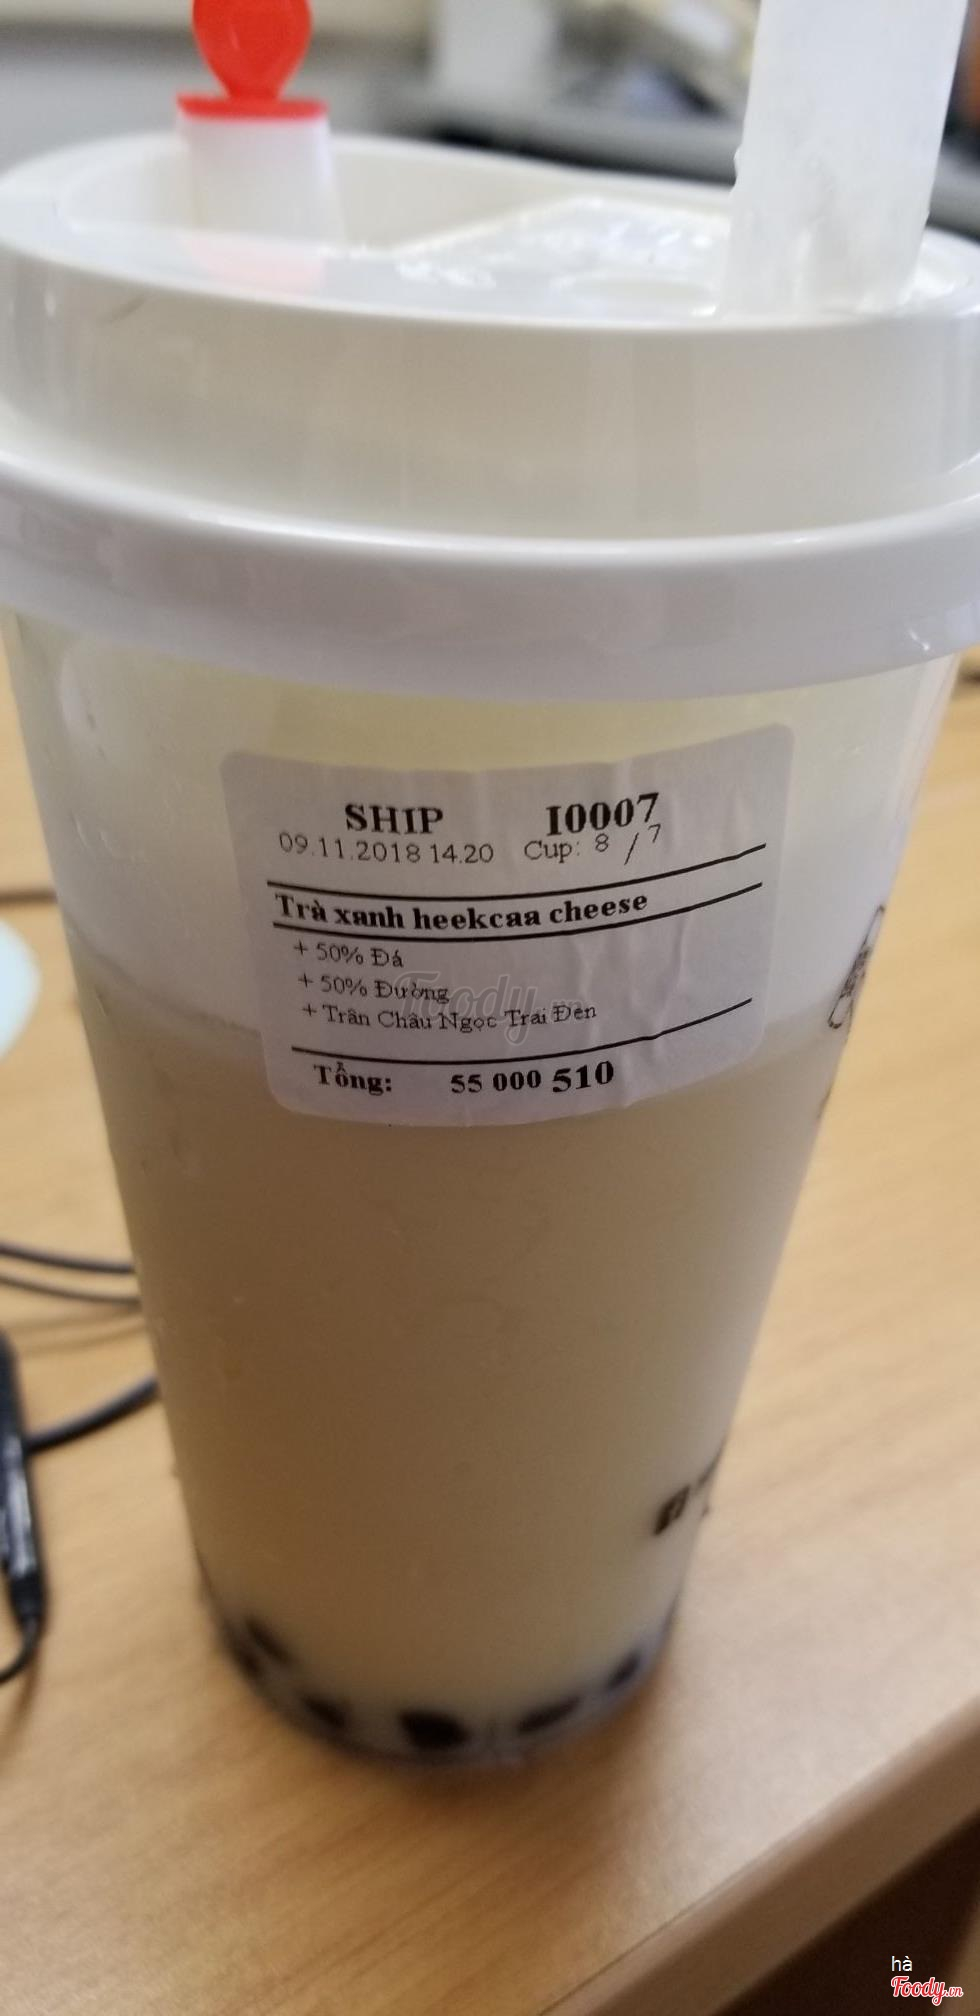 SHIP I0007
09.11.2018 14.20 Cup: 8 / 7
Trà xanh heekcaa cheese
+ 50% Đá
+ 50% Đường
+ Trân Châu Ngọc Trai Đen
Tổng: 55 000 510
Foody.vn
hà
Foody.vn